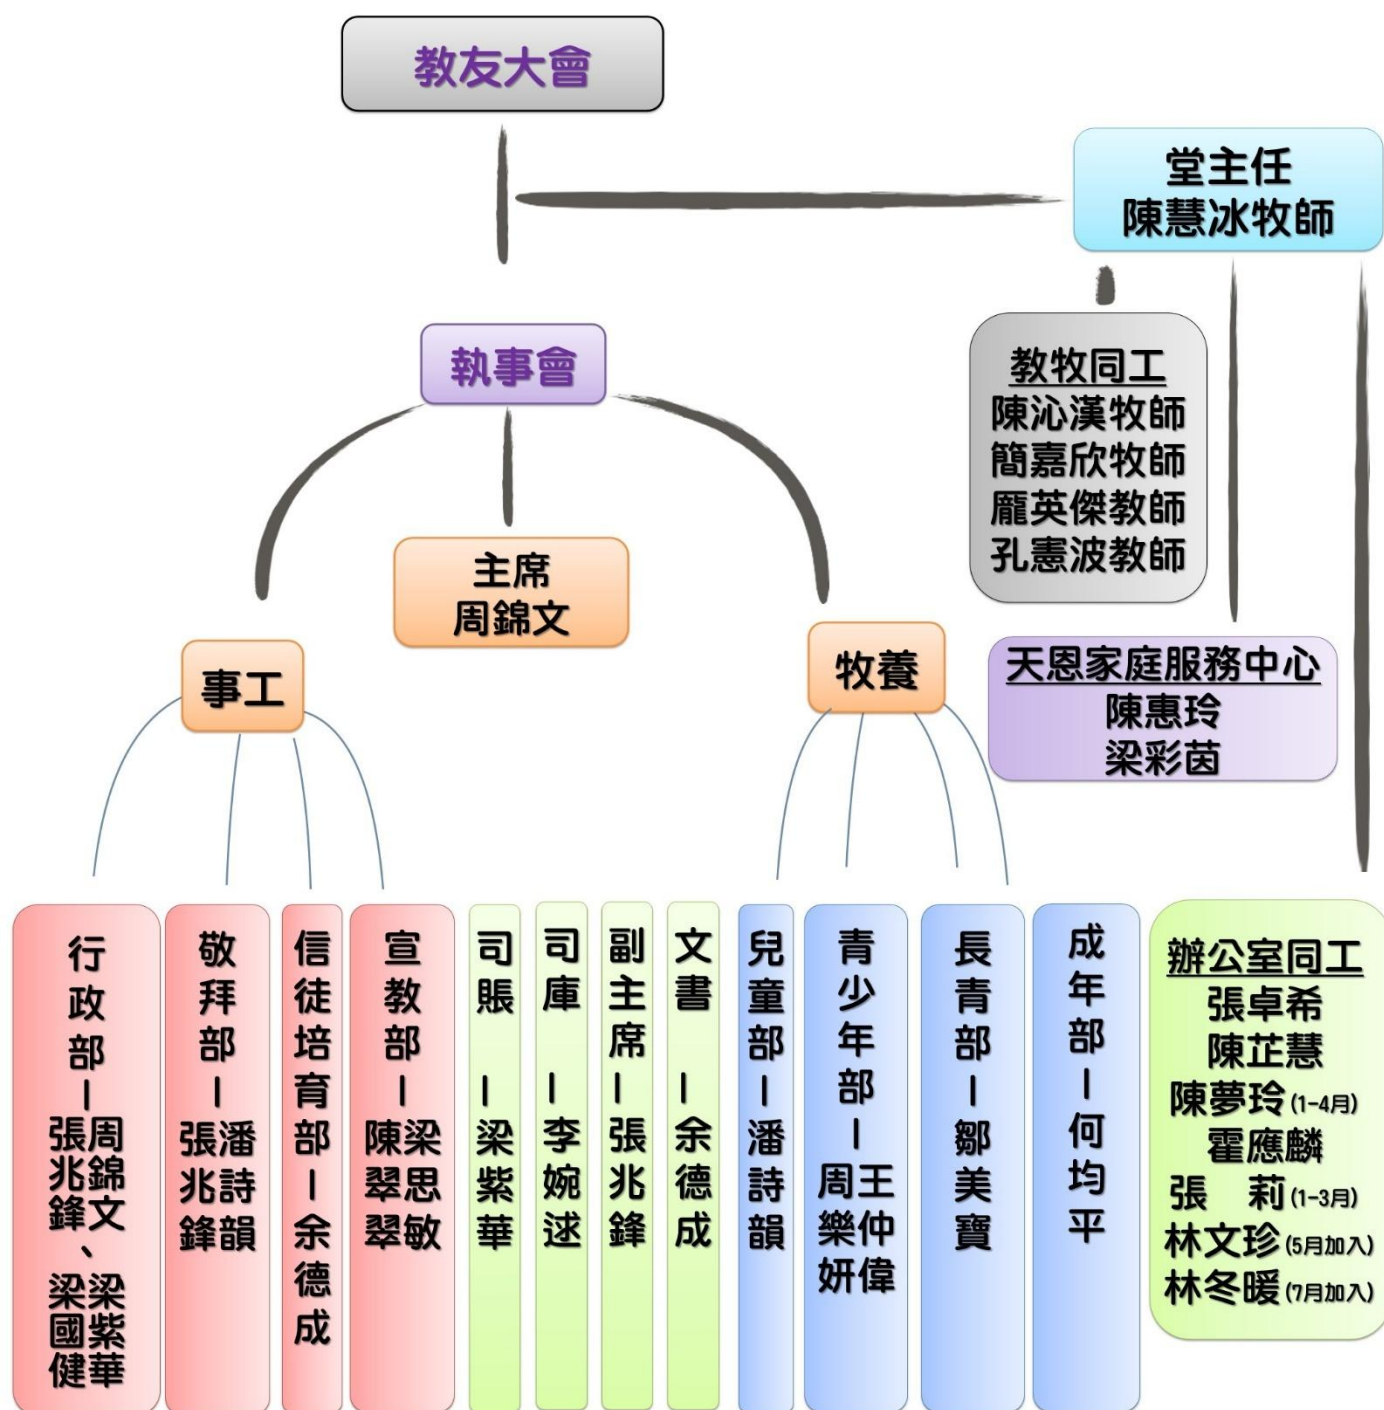 教友大會
堂主任
陳慧冰牧師
執事會
教牧同工
陳沁漢牧師
簡嘉欣牧師
龐英傑教師
孔憲波教師
主席
周錦文
事工
牧養
天恩家庭服務中心
陳惠玲
梁彩茵
行政部－周錦文、梁紫華
張兆鋒、梁國健
敬拜部－潘詩韻
張兆鋒
信徒培育部－余德成
宣教部－梁思敏
陳翠翠
司賬 －梁紫華
司庫 －李婉逑
副主席－張兆鋒
文書 －余德成
兒童部－潘詩韻
青少年部－王仲偉
周樂妍
長青部－鄒美寶
成年部－何均平
辦公室同工
張卓希
陳芷慧
陳夢玲(1-4月)
霍應麟
張　莉(1-3月)
林文珍(5月加入)
林冬暖(7月加入)